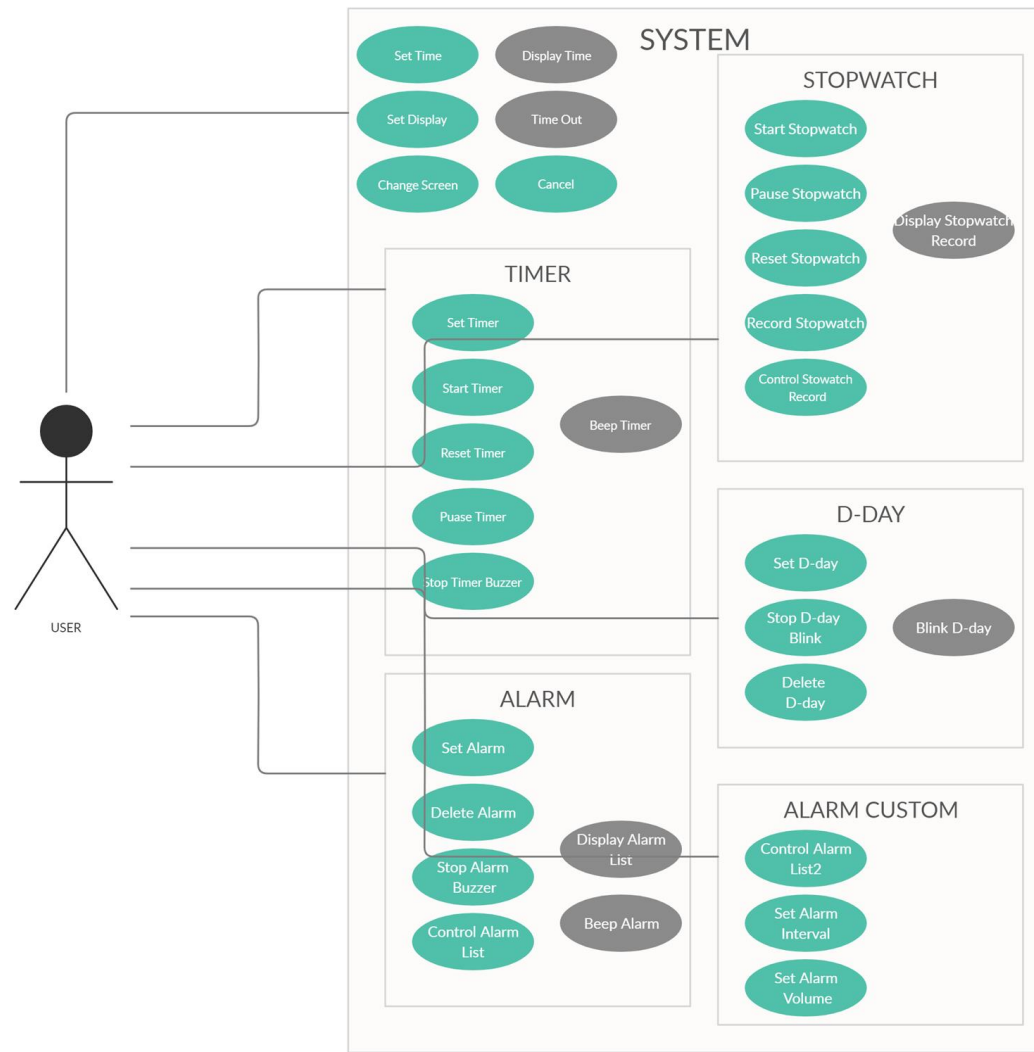 SYSTEM
Set Time
Display Time
Set Display
Time Out
Change Screen
Cancel
STOPWATCH
Start Stopwatch
Pause Stopwatch
Display Stopwatch
Record
Reset Stopwatch
Record Stopwatch
Control Stowatch
Record
TIMER
Set Timer
Start Timer
Beep Timer
Reset Timer
Puase Timer
Stop Timer Buzzer
USER
D-DAY
Set D-day
Stop D-day
Blink
Blink D-day
Delete
D-day
ALARM
Set Alarm
Delete Alarm
Display Alarm
List
Stop Alarm
Buzzer
Beep Alarm
Control Alarm
List
ALARM CUSTOM
Control Alarm
List2
Set Alarm
Interval
Set Alarm
Volume